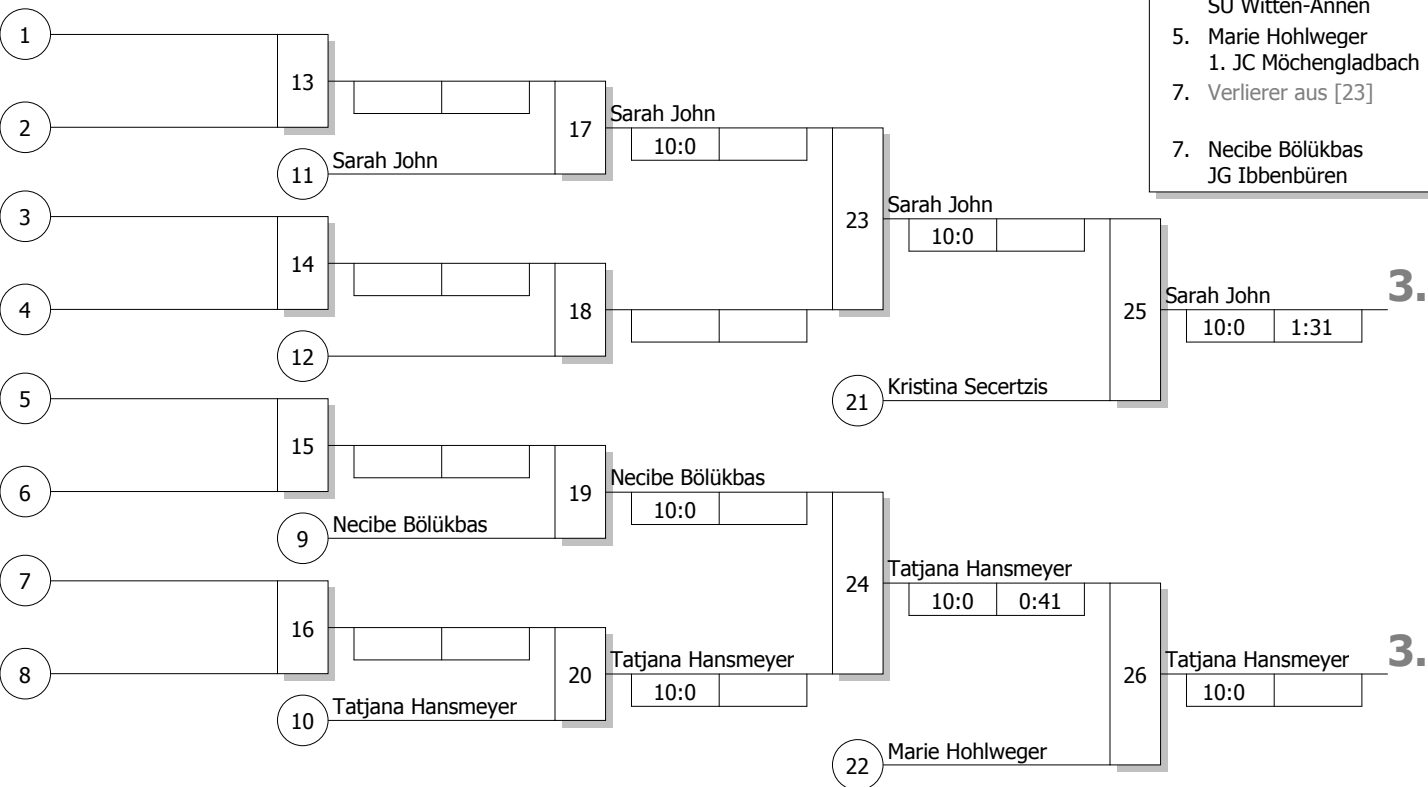 SU Witten-Annen
5. Marie Hohlweger
1. JC Möchengladbach
7. Verlierer aus [23]
7. Necibe Bölükbas
JG Ibbenbüren
1
13
2
17
Sarah John
10:0
11
Sarah John
3
23
Sarah John
10:0
14
4
18
12
25
Sarah John
3.
10:0 1:31
5
21
Kristina Secertzis
15
6
19
Necibe Bölükbas
10:0
9
Necibe Bölükbas
7
24
Tatjana Hansmeyer
10:0 0:41
16
8
20
Tatjana Hansmeyer
10:0
10
Tatjana Hansmeyer
26
Tatjana Hansmeyer
3.
10:0
22
Marie Hohlweger